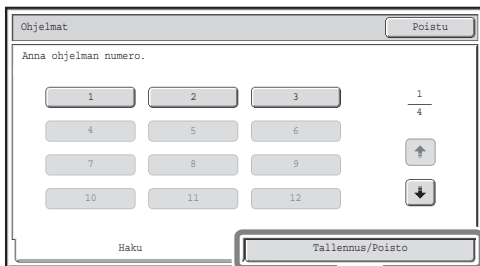 Ohjelmat Poistu
Anna ohjelman numero.
1 2 3
4 5 6
7 8 9
10 11 12
1
4
Haku Tallennus/Poisto